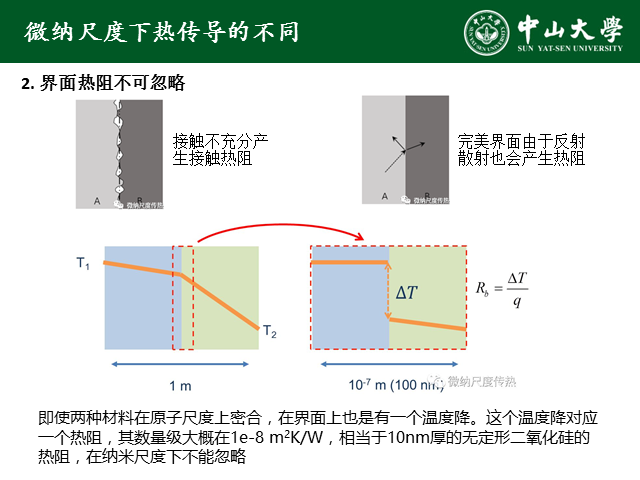 微纳尺度下热传导的不同
中山大学
SUN YAT-SEN UNIVERSITY
2. 界面热阻不可忽略
接触不充分产
生接触热阻
A B
微纳尺度传热
完美界面由于反射
散射也会产生热阻
A B
微纳尺度传热
T1
T2
1 m
ΔT
10-7 m (100 nm)
微纳尺度传热
Rb = ΔT/q
即使两种材料在原子尺度上密合，在界面上也是有一个温度降。这个温度降对应
一个热阻，其数量级大概在1e-8 m2K/W，相当于10nm厚的无定形二氧化硅的
热阻，在纳米尺度下不能忽略